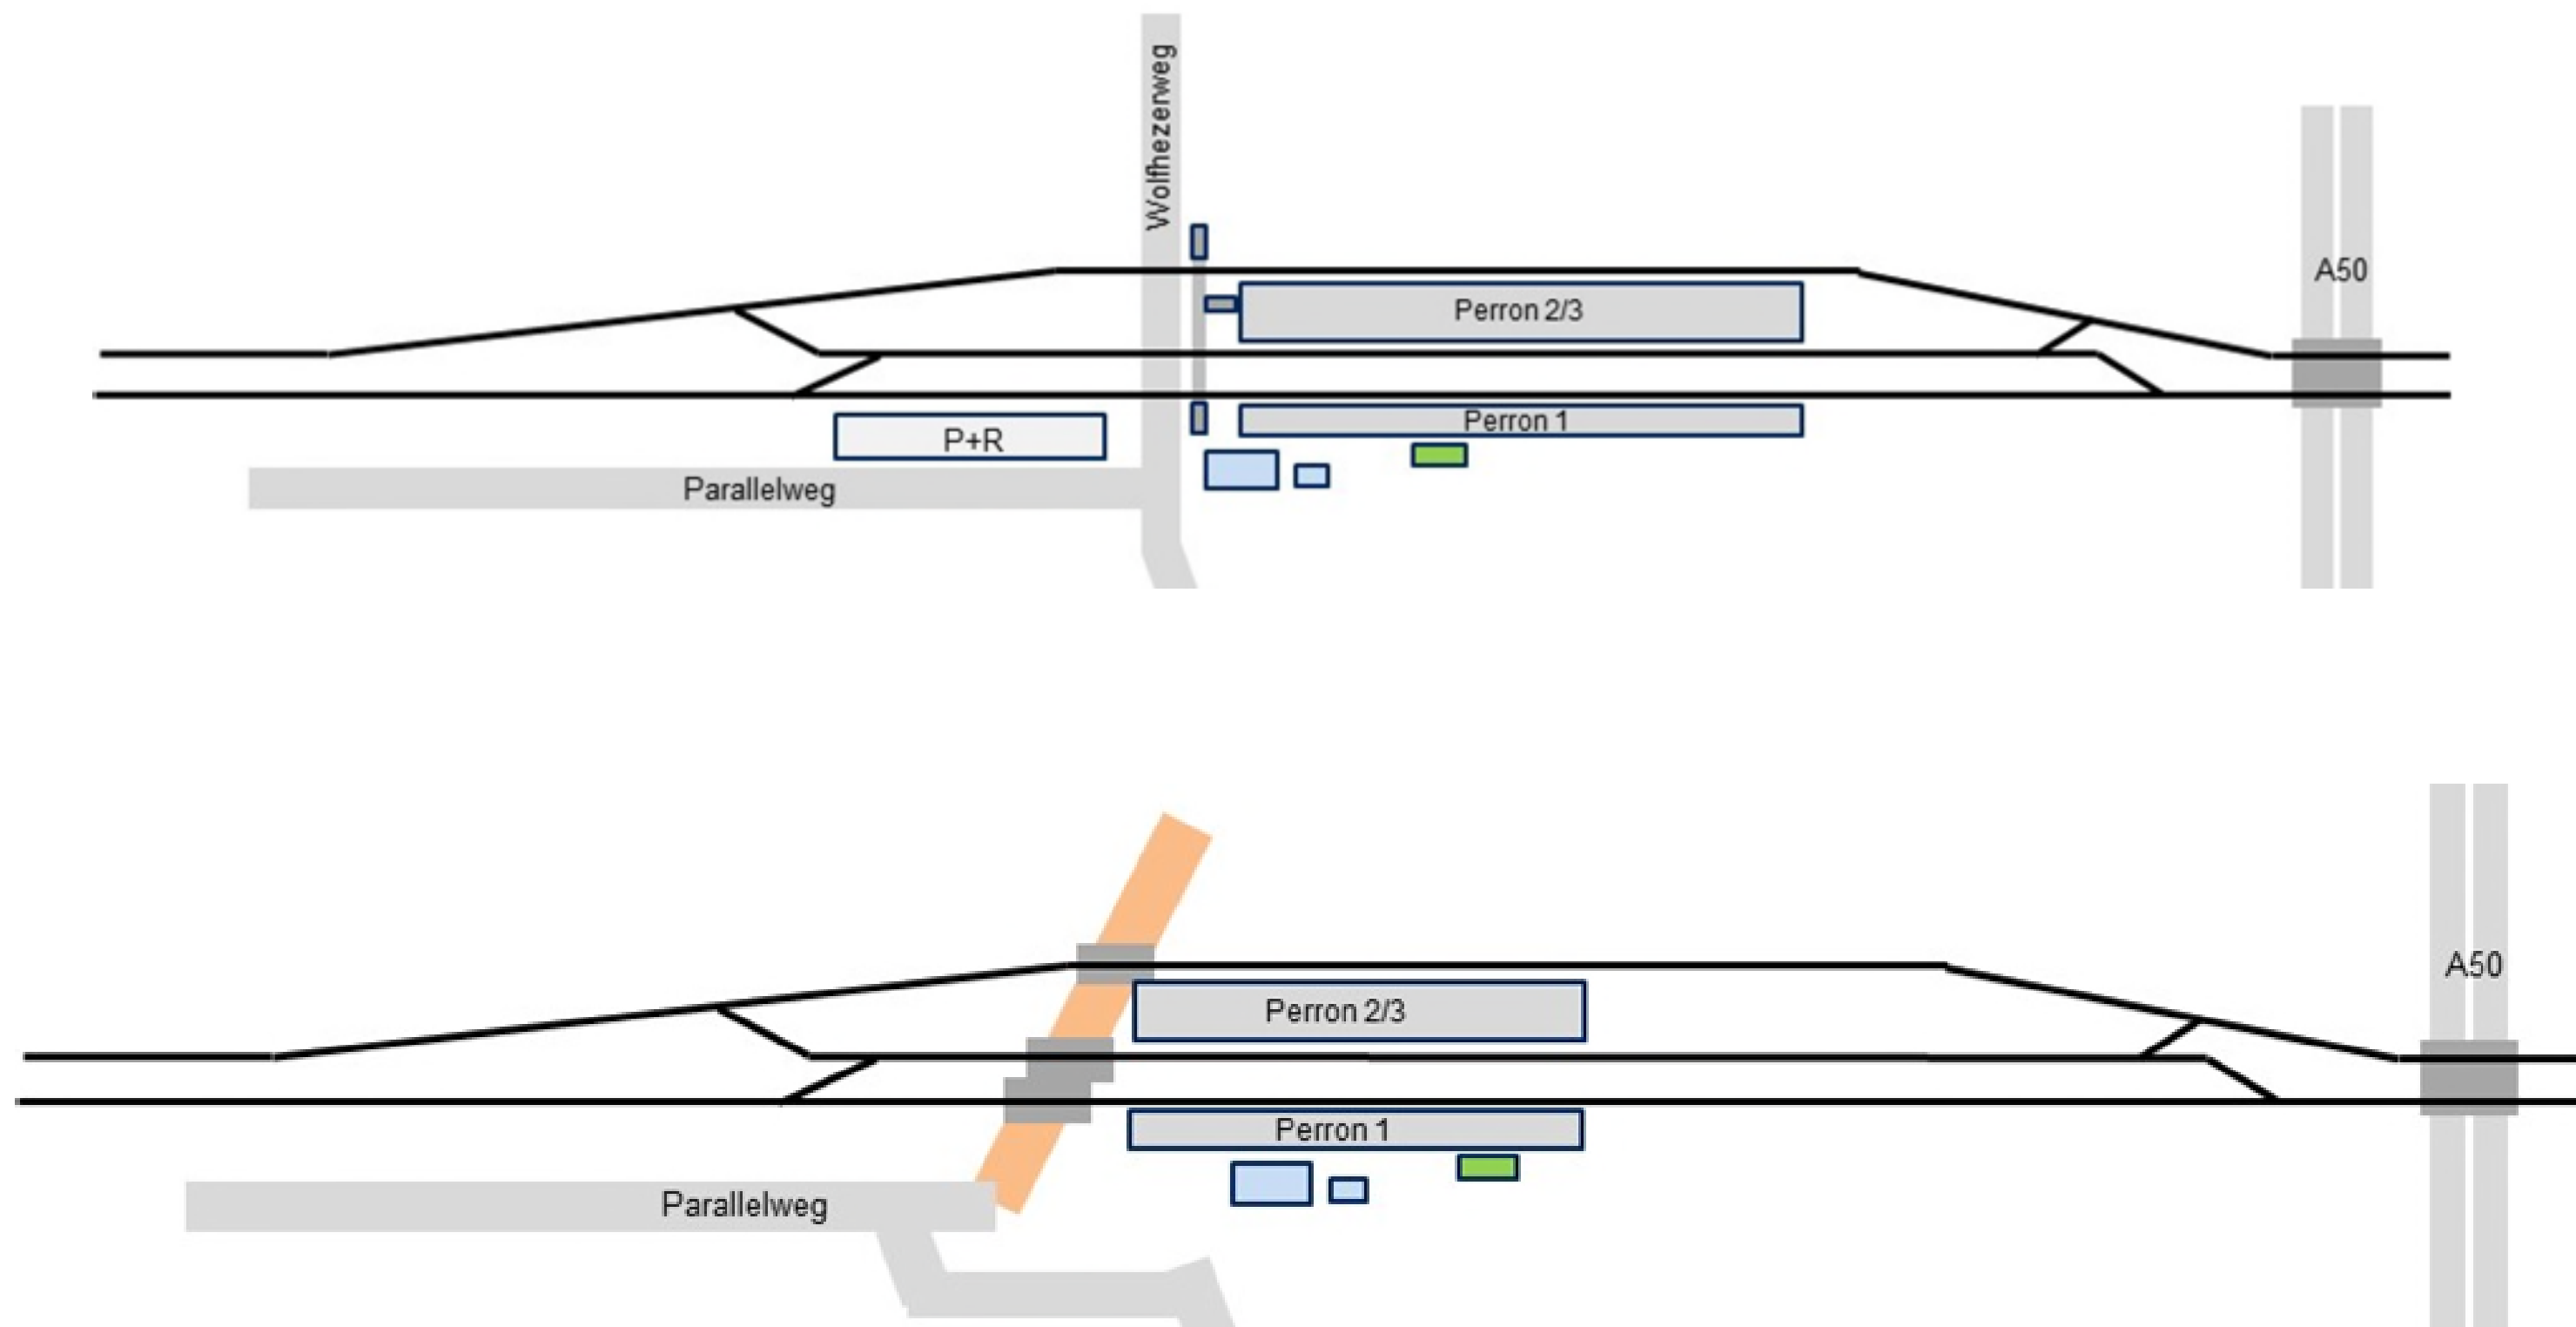 Wolfhezerweg
A50
Perron 2/3
Perron 1
P+R
Parallelweg
A50
Perron 2/3
Perron 1
Parallelweg